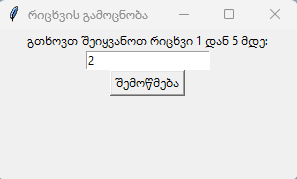 რიცხვის გამოცნობა
გთხოვთ შეიყვანოთ რიცხვი 1 დან 5 მდე:
2
შემოწმება